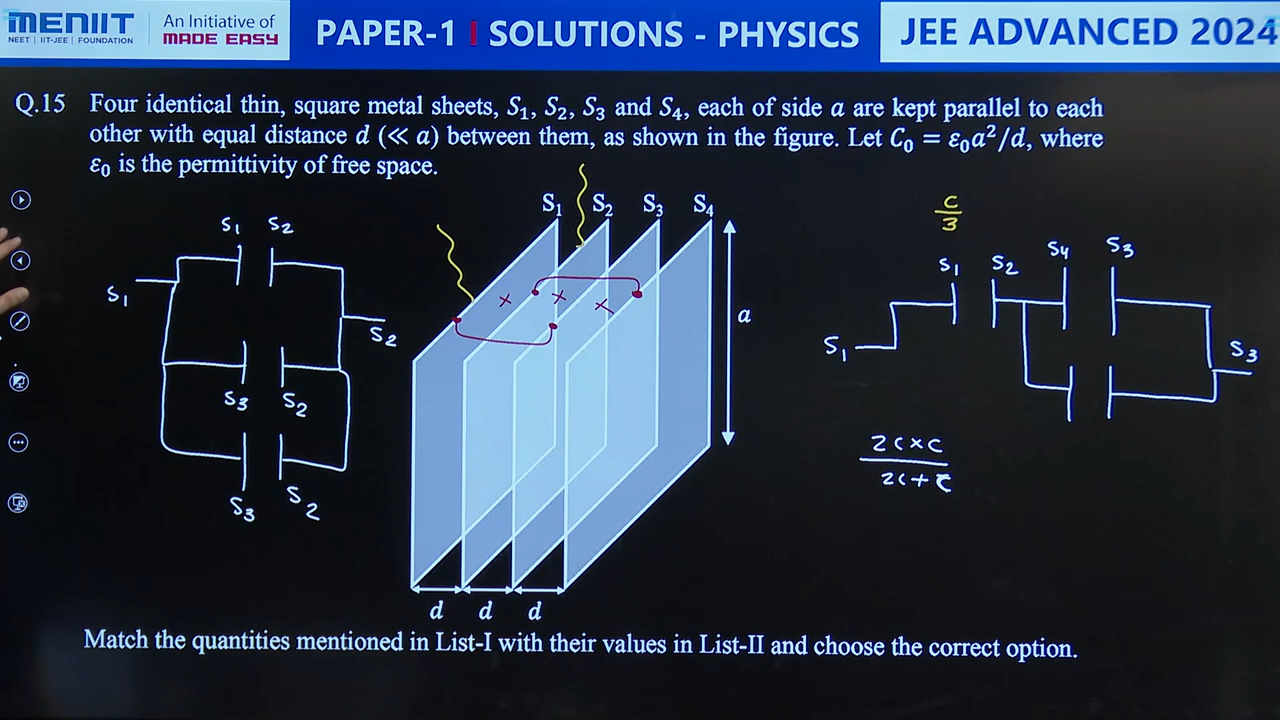 MENIIT
NEET | IIT-JEE | FOUNDATION
An Initiative of
MADE EASY
PAPER-1 | SOLUTIONS - PHYSICS
JEE ADVANCED 2024
Q.15 Four identical thin, square metal sheets, S₁, S₂, S₃ and S₄, each of side a are kept parallel to each
other with equal distance d (≪ a) between them, as shown in the figure. Let C₀ = ε₀a²/d, where
ε₀ is the permittivity of free space.
S₁ S₂
S₁
S₂
S₃ S₂
S₃ S₂
S₁ S₂ S₃ S₄
a
d d d
C/3
S₁ S₂ S₄ S₃
S₁
S₃
2C×C
2C+C
Match the quantities mentioned in List-I with their values in List-II and choose the correct option.